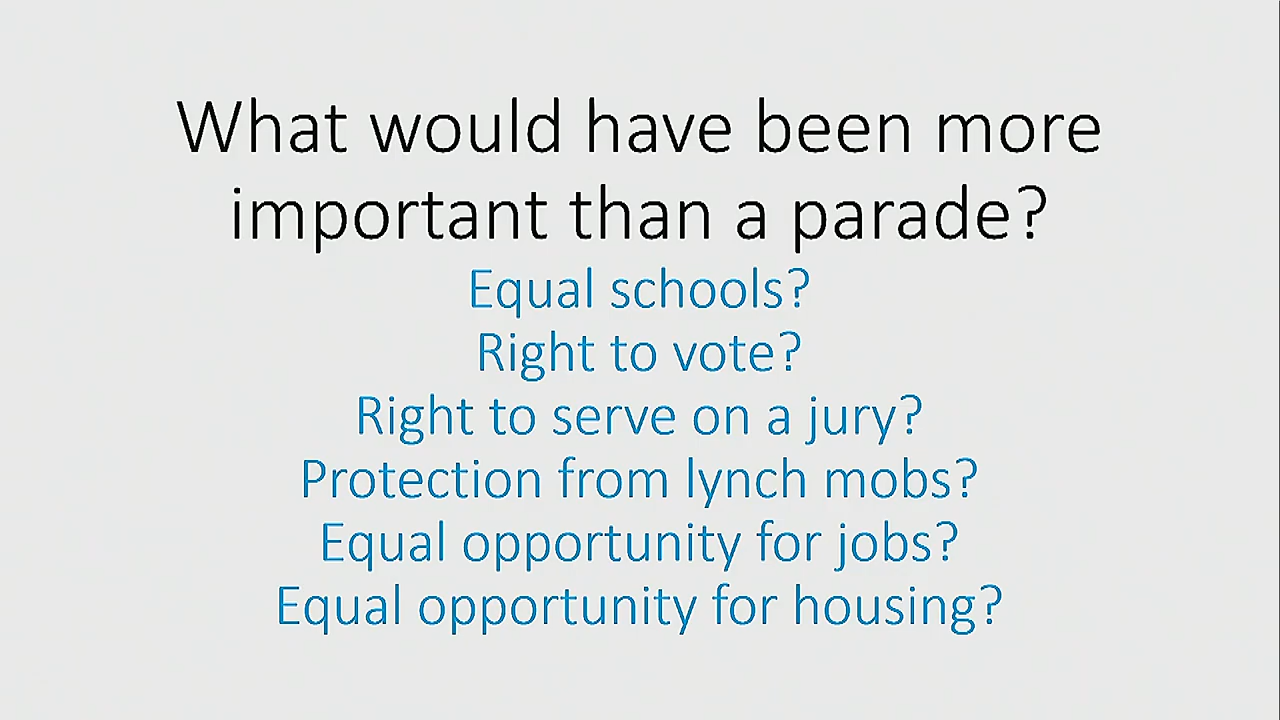 What would have been more
important than a parade?
Equal schools?
Right to vote?
Right to serve on a jury?
Protection from lynch mobs?
Equal opportunity for jobs?
Equal opportunity for housing?